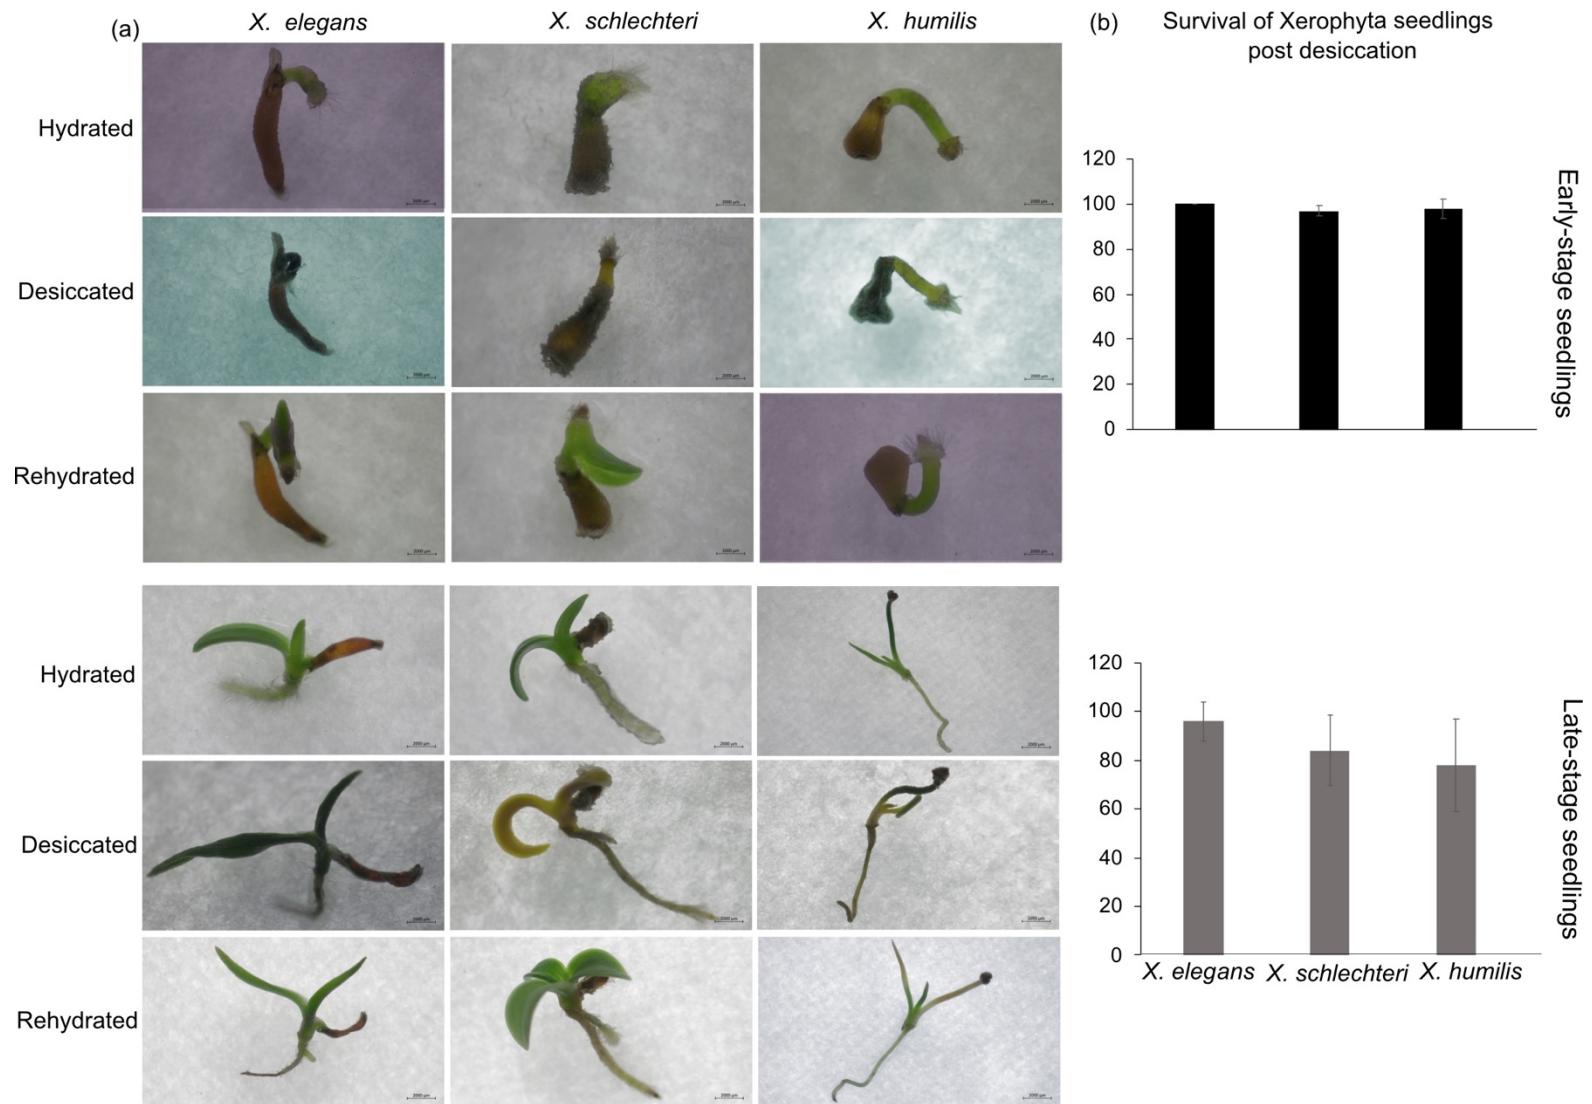 (a)
X. elegans
X. schlechteri
X. humilis
Hydrated
Desiccated
Rehydrated
Hydrated
Desiccated
Rehydrated
(b)
Survival of Xerophyta seedlings
post desiccation
120
100
80
60
40
20
0
Early-stage
seedlings
120
100
80
60
40
20
0
X. elegans
X. schlechteri
X. humilis
Late-stage
seedlings